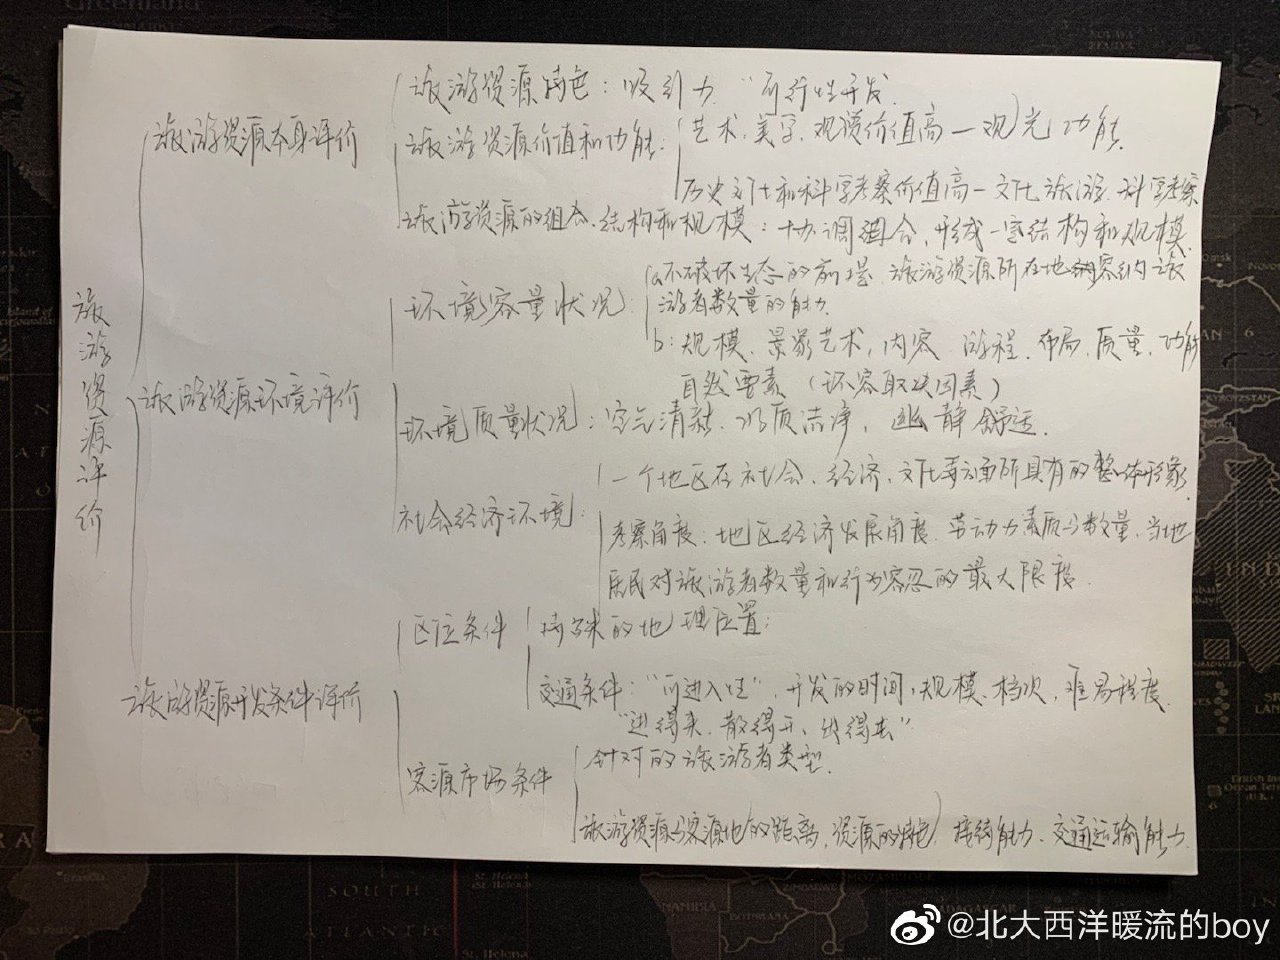 旅游资源评价
旅游资源本身评价
旅游资源特色：吸引力 "可行性开发
旅游资源价值和功能：
艺术、美学、观赏价值高—观光功能
历史文化和科学考察价值高—文化旅游、科学考察
旅游资源的组态、结构和规模：协调组合，形成一定结构和规模
旅游资源环境评价
环境容量状况：
a不破坏生态的前提，旅游资源所在地容纳旅
游者数量的能力
b：规模、景象艺术，内容 游程，布局，质量，功能
自然要素（环容取决因素）
环境质量状况：空气清新、水质洁净，幽静舒适
社会经济环境：
一个地区在社会、经济、文化等方面所具有的整体形象
考察角度：地区经济发展角度、劳动力素质与数量，当地
居民对旅游者数量和行为容忍的最大限度
旅游资源开发条件评价
区位条件
特殊的地理位置：
交通条件："可进入性"，开发的时间，规模、档次，难易程度
"进得来、散得开、出得去"
客源市场条件
针对的旅游者类型
旅游资源与客源地的距离，资源的特色，接待能力、交通运输能力
@北大西洋暖流的boy